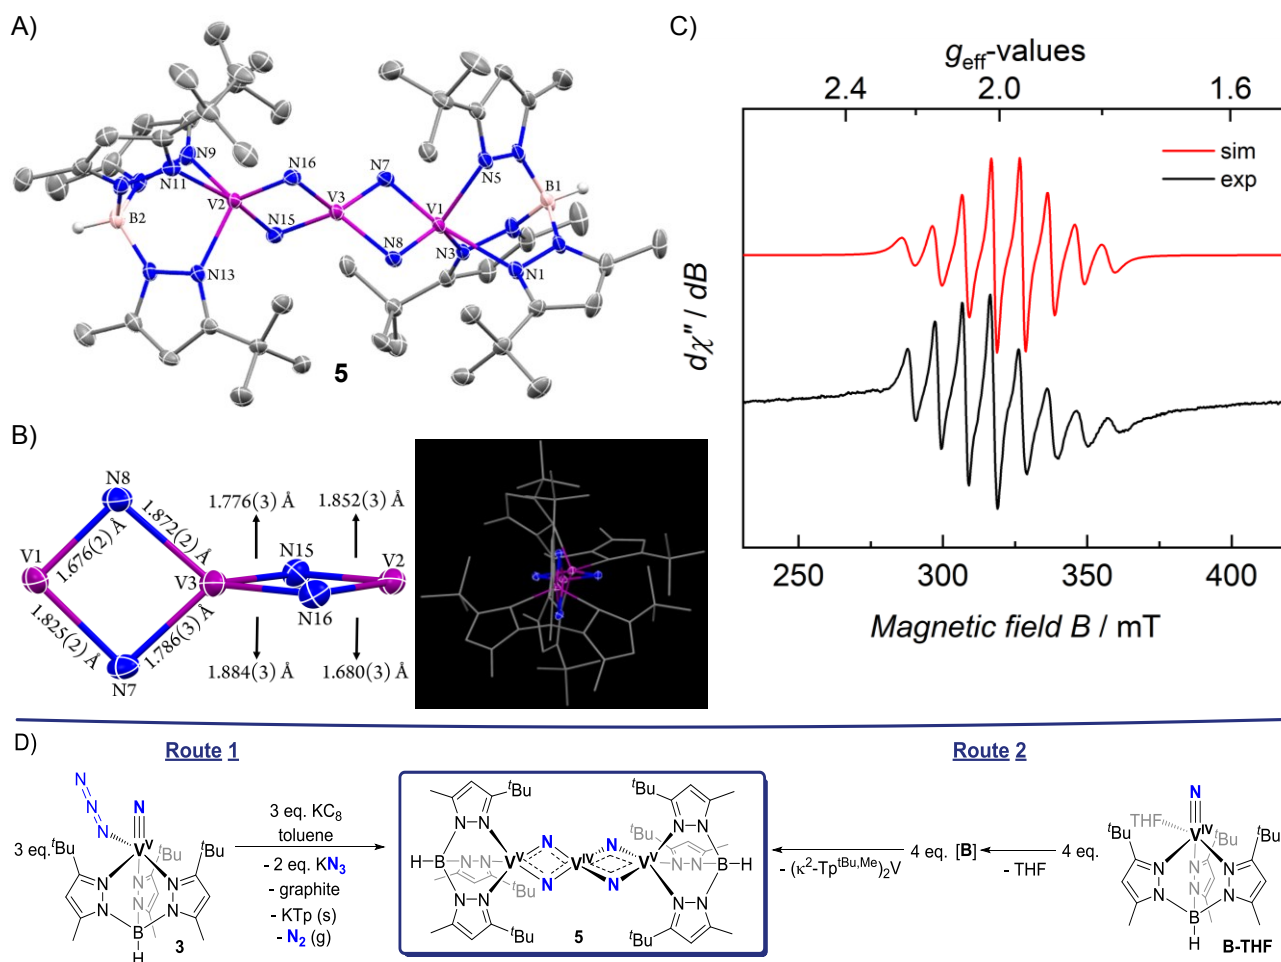 A)
N9
N11
N16
N7
N5
V2
V3
V1
B1
B2
N15
N8
N3
N13
N1
5
B)
N8
1.776(3) Å
1.852(3) Å
1.676(2) Å
1.872(2) Å
V1
V3
N15
V2
N16
1.825(2) Å
1.786(3) Å
N7
1.884(3) Å
1.680(3) Å
C)
geff-values
2.4
2.0
1.6
sim
exp
dχ" / dB
250
300
350
400
Magnetic field B / mT
D)
Route 1
3 eq.
N
N
N
N
VV
tBu
tBu
tBu
N
N
N
N
N
N
B
H
3
3 eq. KC8
toluene
- 2 eq. KN3
- graphite
- KTp (s)
- N2 (g)
tBu
tBu
N
N
N
N
HB
N
N
VV
N
N
VIV
N
N
VV
tBu
tBu
N
N
N
N
BH
N
N
tBu
tBu
5
Route 2
- (κ2-TptBu,Me)2V
4 eq. [B]
- THF
4 eq.
N
THF
VIV
tBu
tBu
tBu
N
N
N
N
N
N
B
H
B-THF